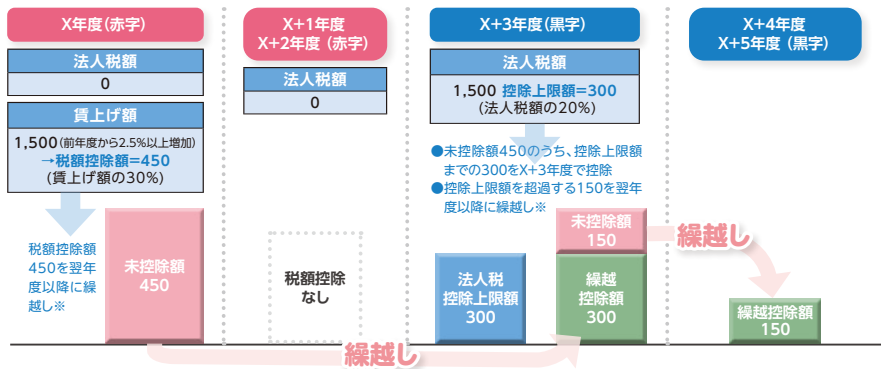 X年度(赤字)
法人税額
0
賃上げ額
1,500(前年度から2.5%以上増加)
→税額控除額=450
(賃上げ額の30%)
税額控除額
450を翌年
度以降に繰
越し※
未控除額
450
X+1年度
X+2年度(赤字)
法人税額
0
税額控除
なし
繰越し
X+3年度(黒字)
法人税額
1,500 控除上限額=300
(法人税額の20%)
●未控除額450のうち、控除上限額
までの300をX+3年度で控除
●控除上限額を超過する150を翌年
度以降に繰越し※
法人税
控除上限額
300
未控除額
150
繰越
控除額
300
繰越し
X+4年度
X+5年度(黒字)
繰越控除額
150